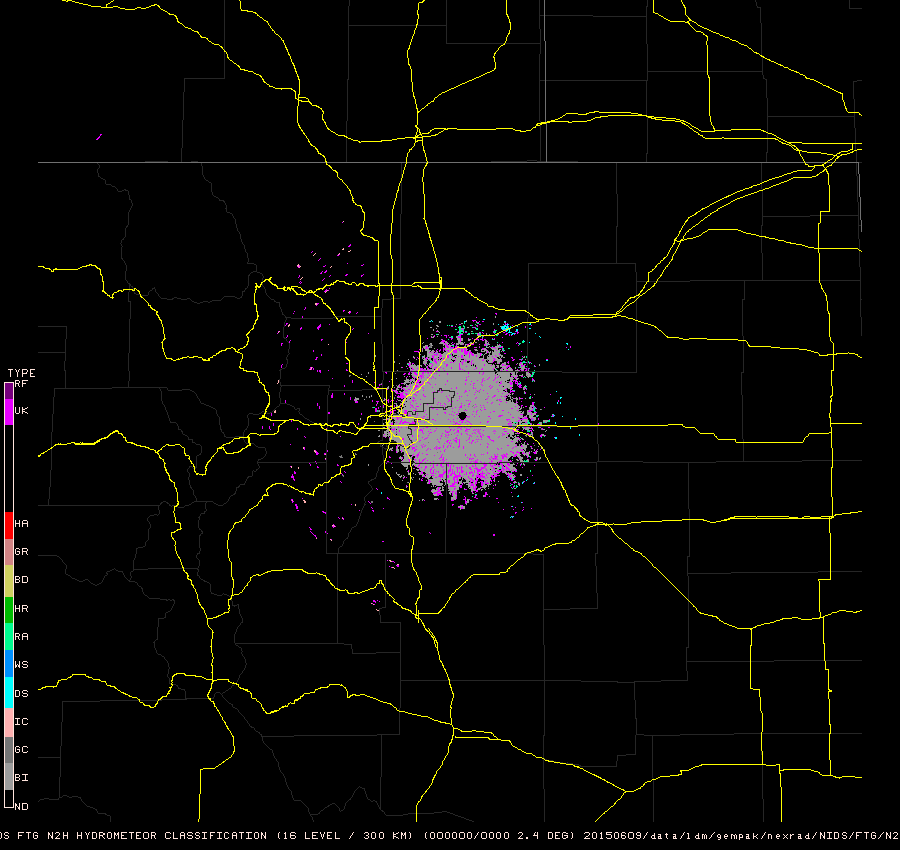 TYPE
RF
UK
HA
GR
BD
HR
RA
WS
DS
IC
GC
BI
ND
DS FTG N2H HYDROMETEOR CLASSIFICATION (16 LEVEL / 300 KM) (000000/0000 2.4 DEG) 20150609/data/ldm/gempak/nexrad/NIDS/FTG/N2